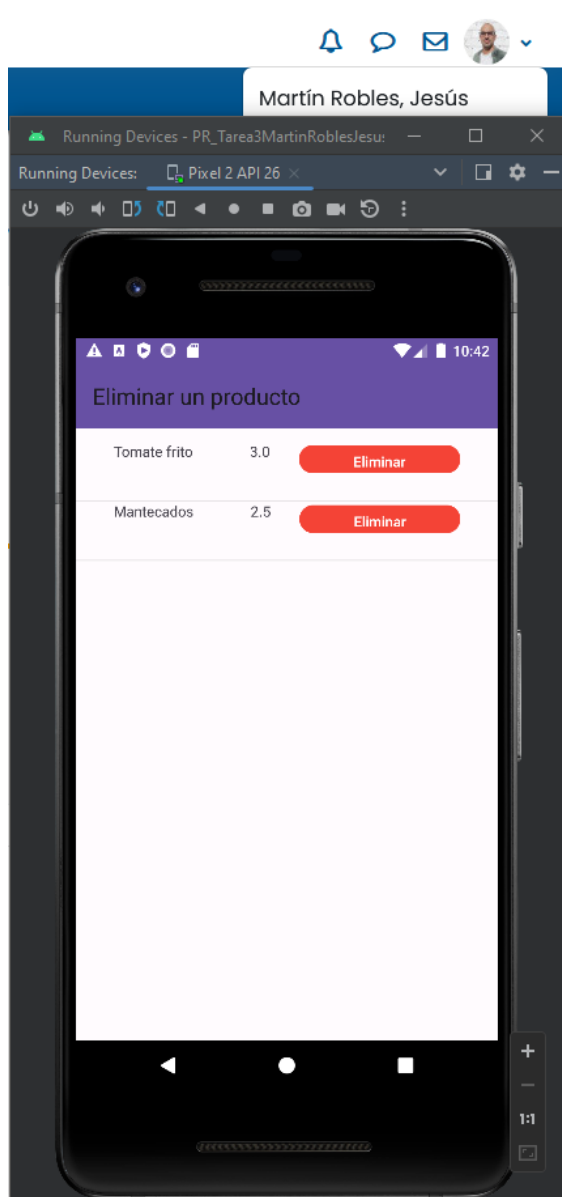 Martín Robles, Jesús
Running Devices - PR_Tarea3MartinRoblesJesu:
Running Devices: Pixel 2 API 26
10:42
Eliminar un producto
Tomate frito 3.0 Eliminar
Mantecados 2.5 Eliminar
1:1